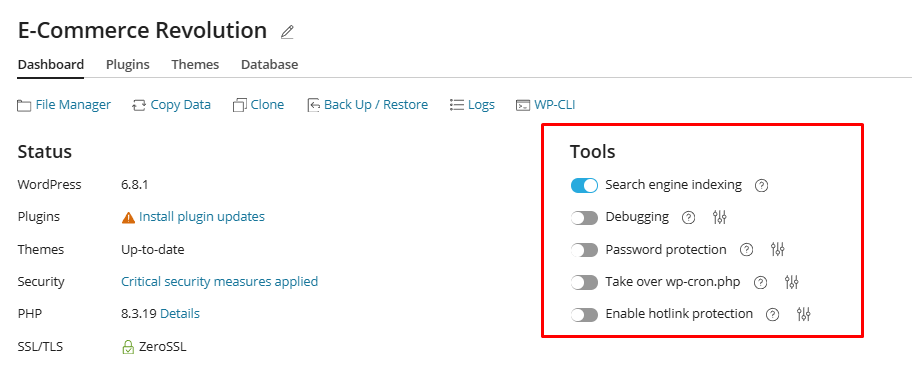 E-Commerce Revolution
Dashboard Plugins Themes Database
File Manager Copy Data Clone Back Up / Restore Logs WP-CLI
Status
WordPress 6.8.1
Plugins Install plugin updates
Themes Up-to-date
Security Critical security measures applied
PHP 8.3.19 Details
SSL/TLS ZeroSSL
Tools
Search engine indexing ?
Debugging ?
Password protection ?
Take over wp-cron.php ?
Enable hotlink protection ?